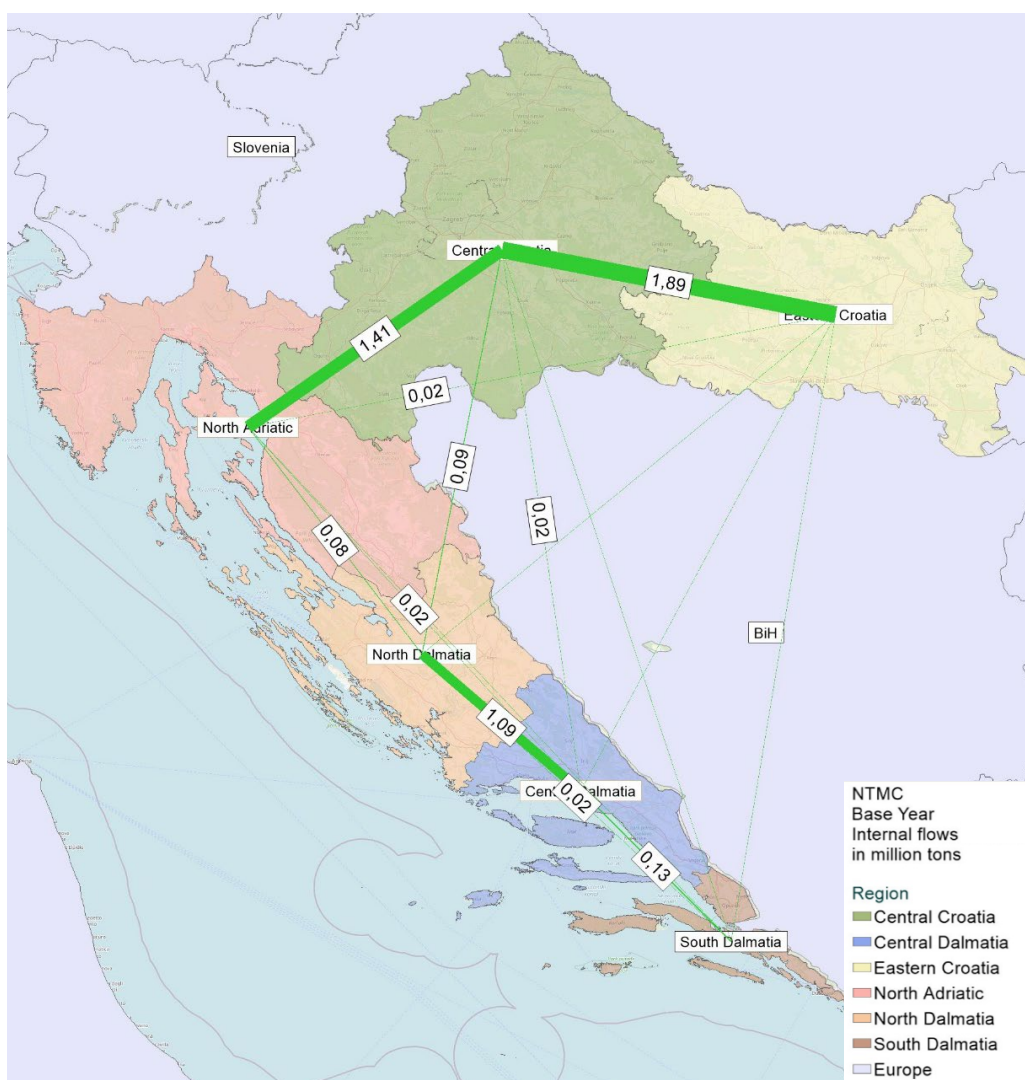 Slovenia
Central Croatia
1,89
Eastern Croatia
1,41
0,02
North Adriatic
0,09
0,02
0,08
0,02
BiH
North Dalmatia
1,09
Central Dalmatia
0,02
0,13
South Dalmatia
NTMC
Base Year
Internal flows
in million tons
Region
Central Croatia
Central Dalmatia
Eastern Croatia
North Adriatic
North Dalmatia
South Dalmatia
Europe